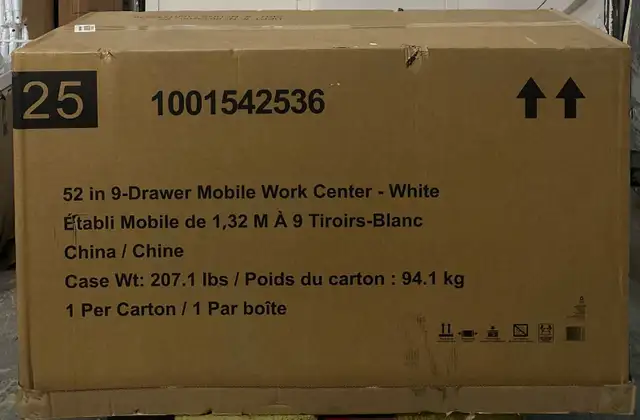 25
1001542536
52 in 9-Drawer Mobile Work Center - White
Établi Mobile de 1,32 M À 9 Tiroirs-Blanc
China / Chine
Case Wt: 207.1 lbs / Poids du carton : 94.1 kg
1 Per Carton / 1 Par boîte